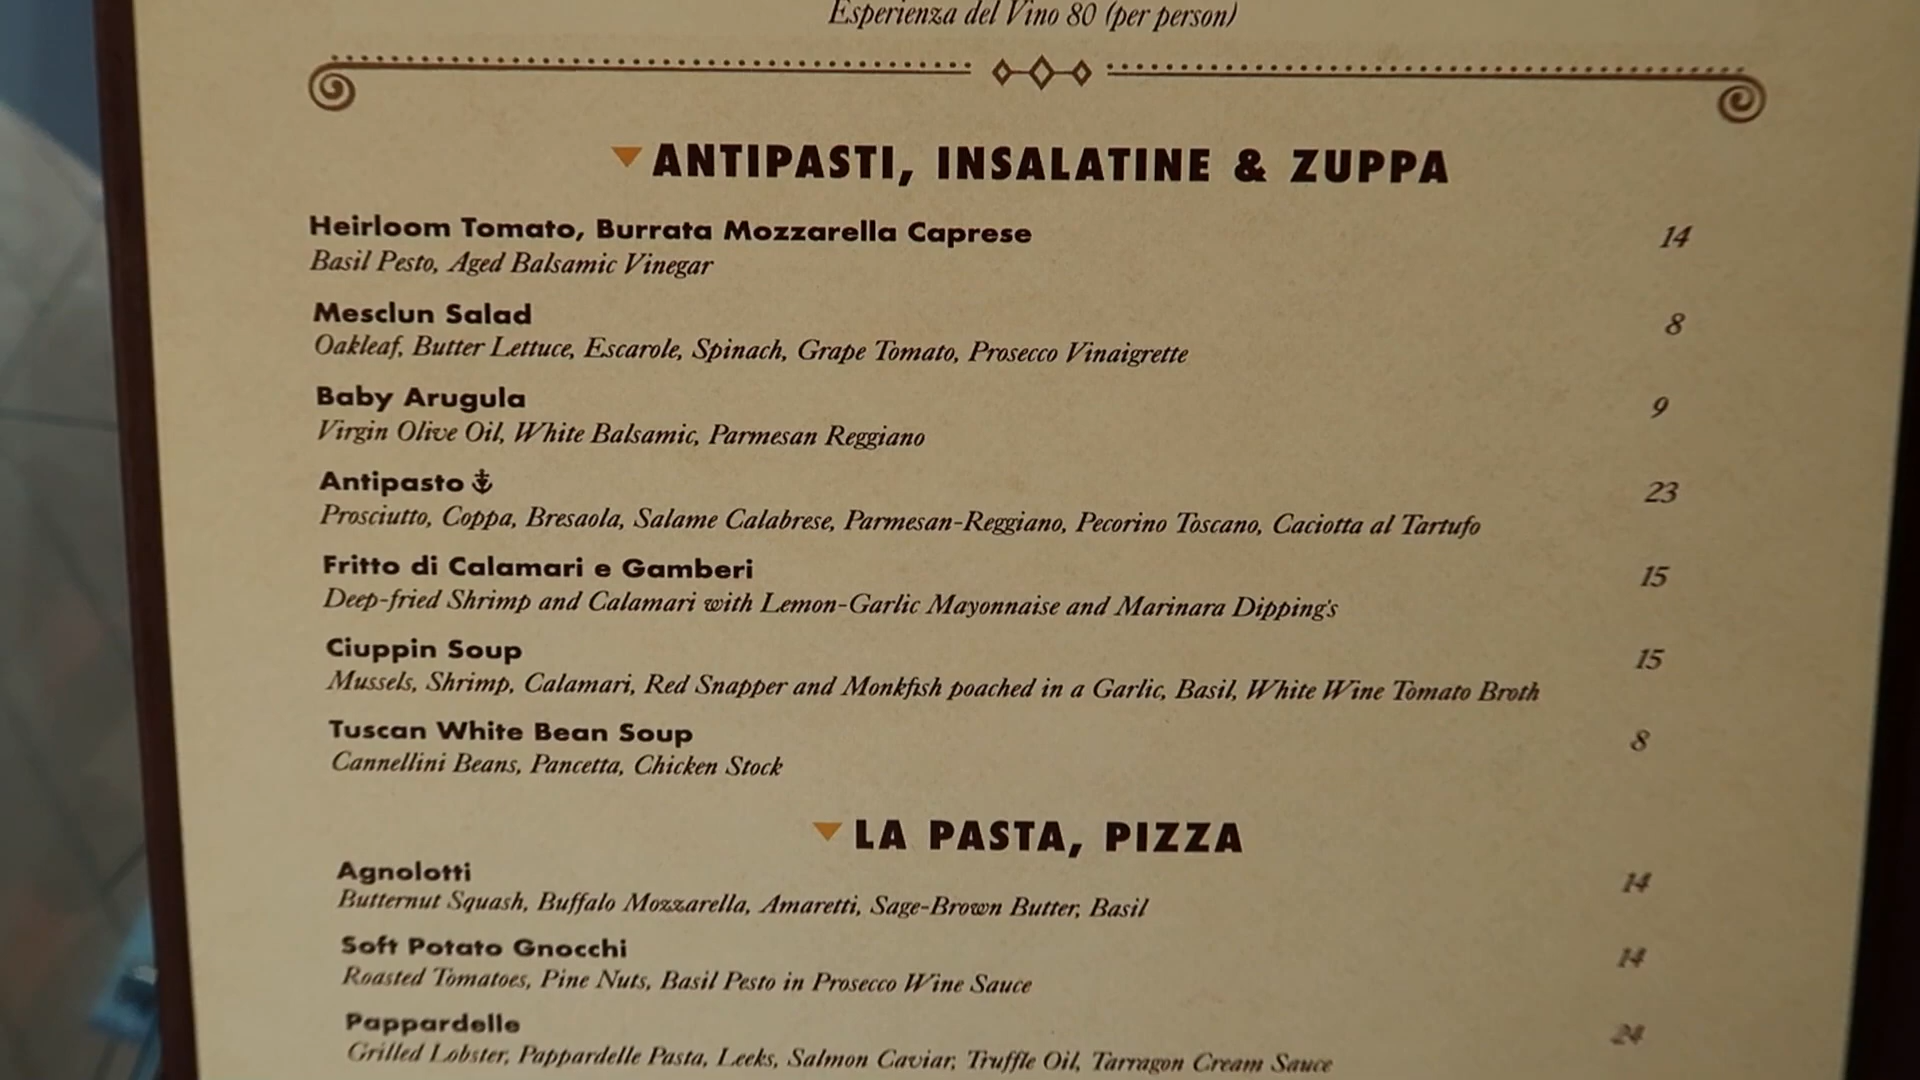 Esperienza del Vino 80 (per person)
ANTIPASTI, INSALATINE & ZUPPA
Heirloom Tomato, Burrata Mozzarella Caprese 14
Basil Pesto, Aged Balsamic Vinegar
Mesclun Salad 8
Oakleaf, Butter Lettuce, Escarole, Spinach, Grape Tomato, Prosecco Vinaigrette
Baby Arugula 9
Virgin Olive Oil, White Balsamic, Parmesan Reggiano
Antipasto 23
Prosciutto, Coppa, Bresaola, Salame Calabrese, Parmesan-Reggiano, Pecorino Toscano, Caciotta al Tartufo
Fritto di Calamari e Gamberi 15
Deep-fried Shrimp and Calamari with Lemon-Garlic Mayonnaise and Marinara Dipping's
Ciuppin Soup 15
Mussels, Shrimp, Calamari, Red Snapper and Monkfish poached in a Garlic, Basil, White Wine Tomato Broth
Tuscan White Bean Soup 8
Cannellini Beans, Pancetta, Chicken Stock
LA PASTA, PIZZA
Agnolotti 14
Butternut Squash, Buffalo Mozzarella, Amaretti, Sage-Brown Butter, Basil
Soft Potato Gnocchi 14
Roasted Tomatoes, Pine Nuts, Basil Pesto in Prosecco Wine Sauce
Pappardelle 24
Grilled Lobster, Pappardelle Pasta, Leeks, Salmon Caviar, Truffle Oil, Tarragon Cream Sauce